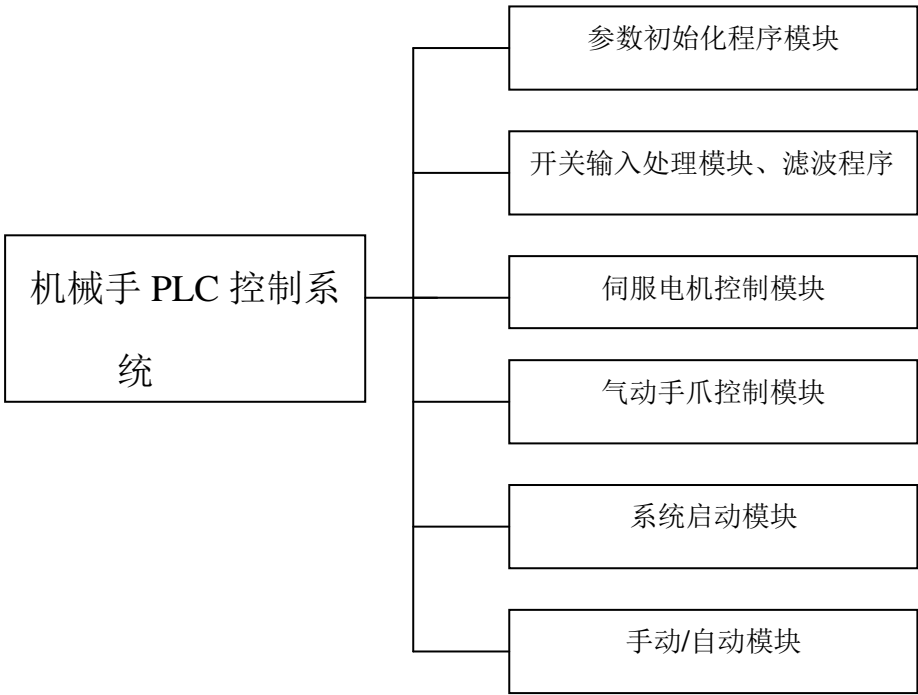 参数初始化程序模块
开关输入处理模块、滤波程序
机械手 PLC 控制系
统
伺服电机控制模块
气动手爪控制模块
系统启动模块
手动/自动模块